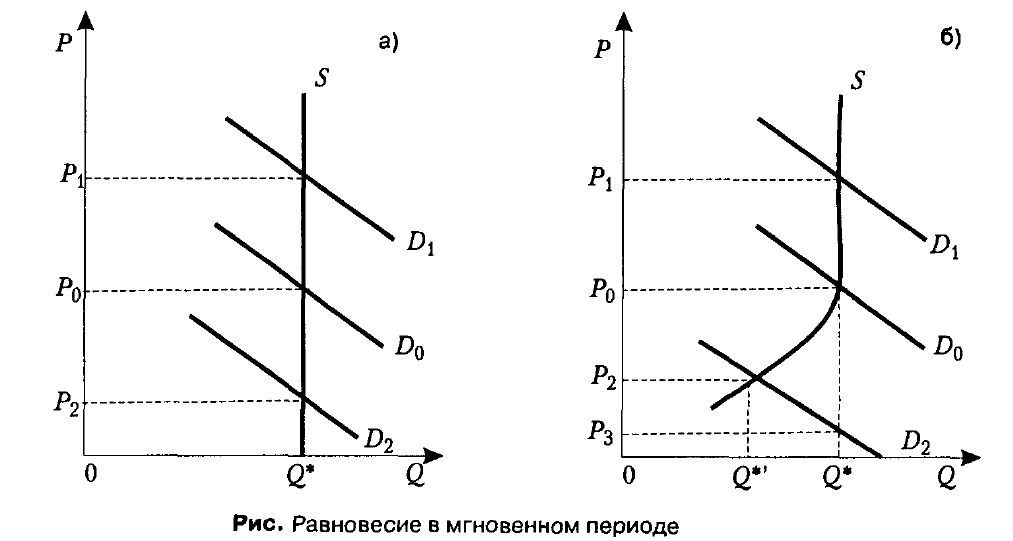 P
а)
S
P1
D1
P0
D0
P2
D2
0
Q*
Q
P
б)
S
P1
D1
P0
D0
P2
P3
D2
0
Q*'
Q*
Q
Рис. Равновесие в мгновенном периоде